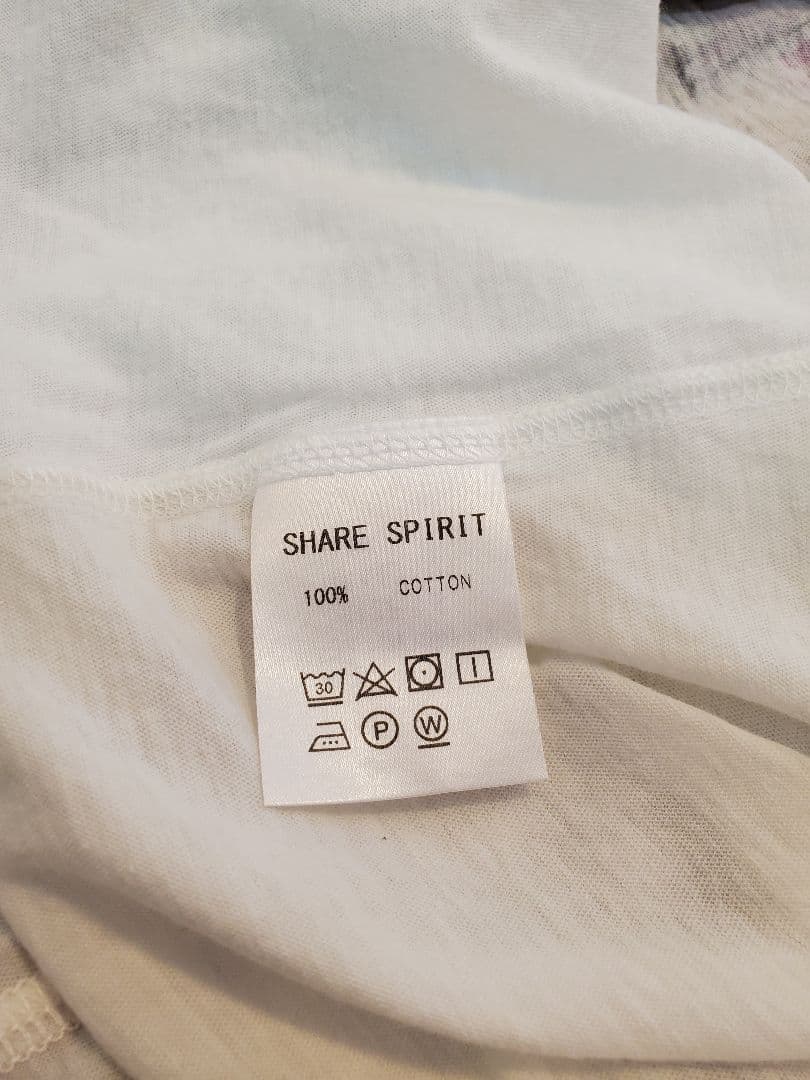 SHARE SPIRIT
100% COTTON
30
P W